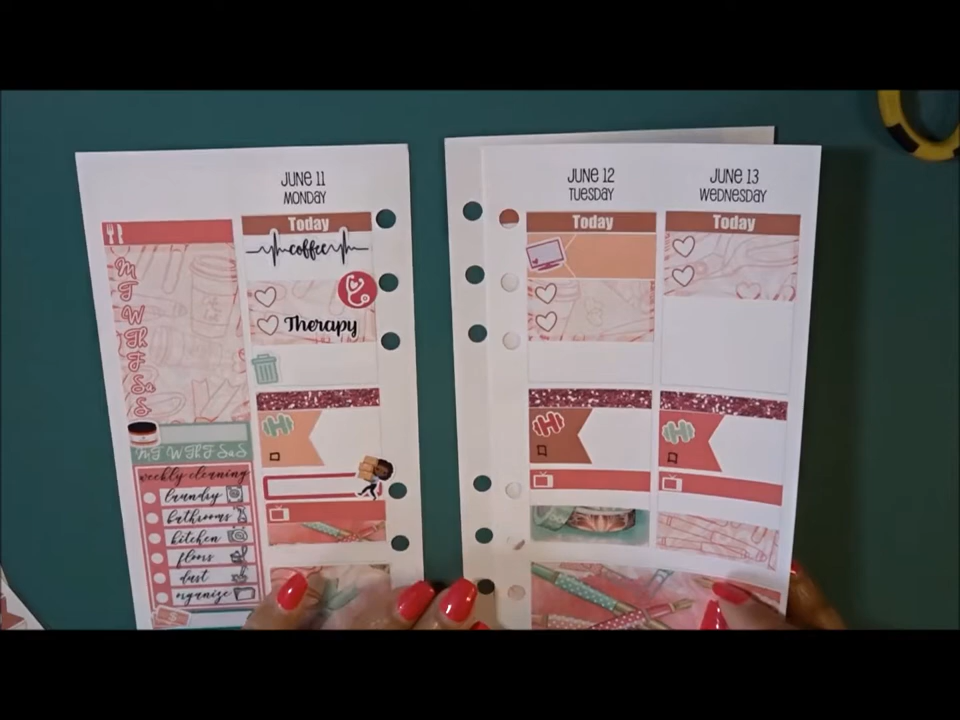 JUNE 11
MONDAY
Today
coffee
Therapy
M
T
W
Th
F
Sa
S
M T W Th F Sa S
weekly cleaning
laundry
bathrooms
kitchen
floors
dust
organize
JUNE 12
TUESDAY
Today
JUNE 13
WEDNESDAY
Today